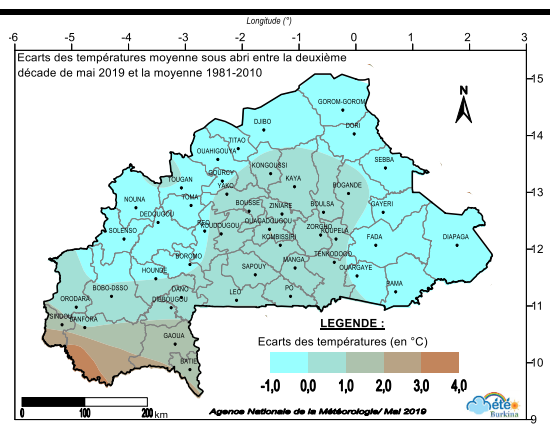 Longitude (°)
-6 -5 -4 -3 -2 -1 0 1 2 3
Ecarts des températures moyenne sous abri entre la deuxième
décade de mai 2019 et la moyenne 1981-2010
15
N
GOROM-GOROM
DJIBO
DORI
14
TITAO
OUAHIGOUYA
SEBBA
KONGOUSSI
GOURCY
TOUGAN
KAYA
YAKO
BOGANDE
13
NOUNA
TOMA
BOUSSE
ZINIARE
BOULSA
GAYERI
DEDOUGOU
REO
KOUDOUGOU
OUAGADOUGOU
ZORGHO
KOUPELA
SOLENSO
KOMBISSIRI
FADA
DIAPAGA
12
BOROMO
TENKODOGO
MANGA
OUARGAYE
HOUNDE
SAPOUY
BOBO-DSSO
DANO
LEO
PO
PAMA
ORODARA
DIEBOUGOU
11
SINDOU
BANFORA
LEGENDE :
GAOUA
Ecarts des températures (en °C)
10
BATIE
-1,0 0,0 1,0 2,0 3,0 4,0
0 100 200 km
Agence Nationale de la Météorologie/ Mai 2019
météo
Burkina
9